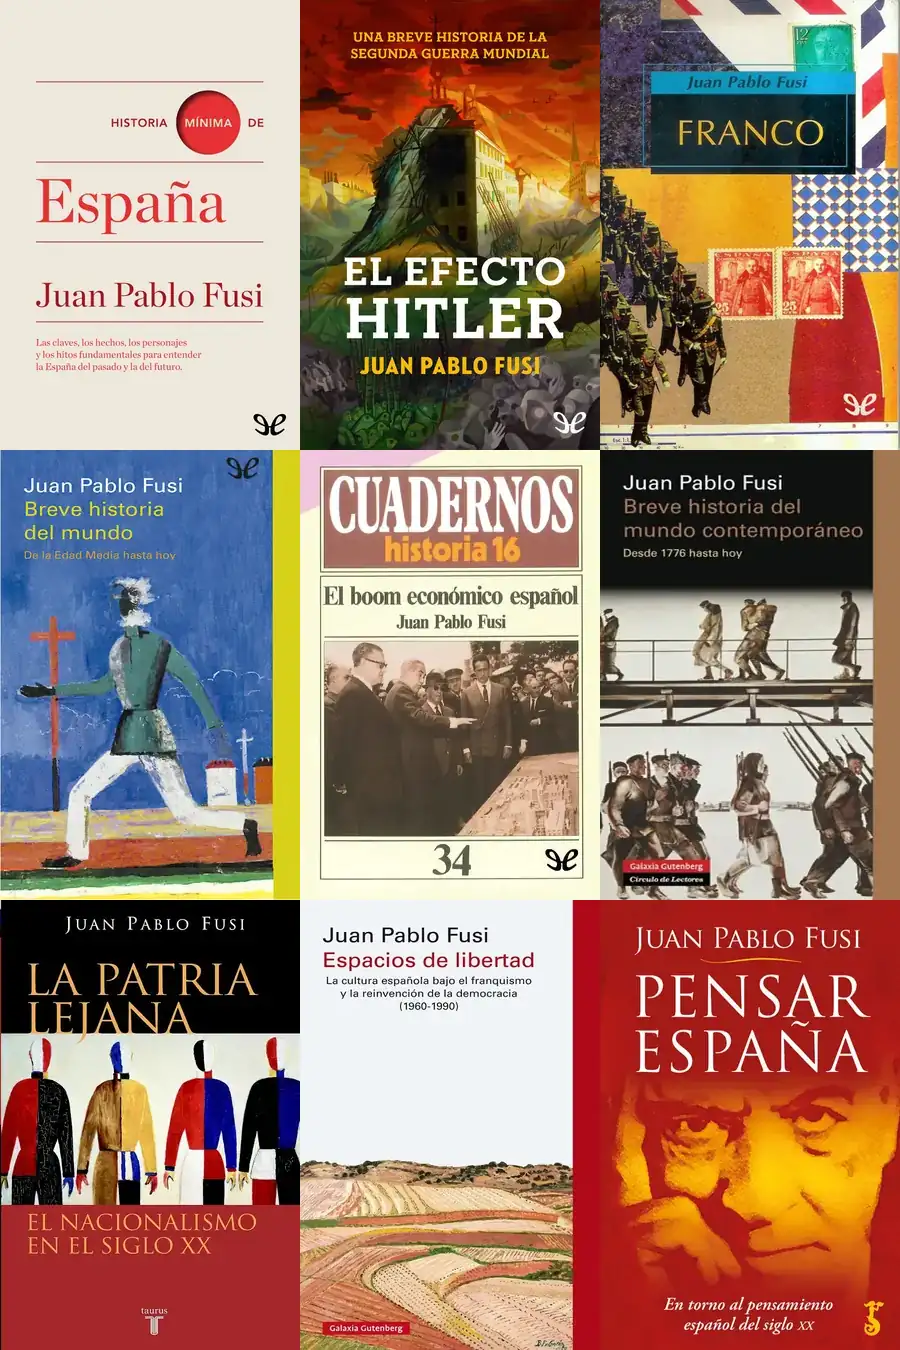 HISTORIA MÍNIMA DE
España
Juan Pablo Fusi
Las claves, los hechos, los personajes
y los hitos fundamentales para entender
la España del pasado y la del futuro.
UNA BREVE HISTORIA DE LA
SEGUNDA GUERRA MUNDIAL
EL EFECTO
HITLER
JUAN PABLO FUSI
12
PTS
Juan Pablo Fusi
FRANCO
25
25
Juan Pablo Fusi
Breve historia
del mundo
De la Edad Media hasta hoy
CUADERNOS
historia 16
El boom económico español
Juan Pablo Fusi
34
Juan Pablo Fusi
Breve historia del
mundo contemporáneo
Desde 1776 hasta hoy
Galaxia Gutenberg
Círculo de Lectores
JUAN PABLO FUSI
LA PATRIA
LEJANA
EL NACIONALISMO
EN EL SIGLO XX
taurus
T
Juan Pablo Fusi
Espacios de libertad
La cultura española bajo el franquismo
y la reinvención de la democracia
(1960-1990)
Galaxia Gutenberg
JUAN PABLO FUSI
PENSAR
ESPAÑA
En torno al pensamiento
español del siglo XX